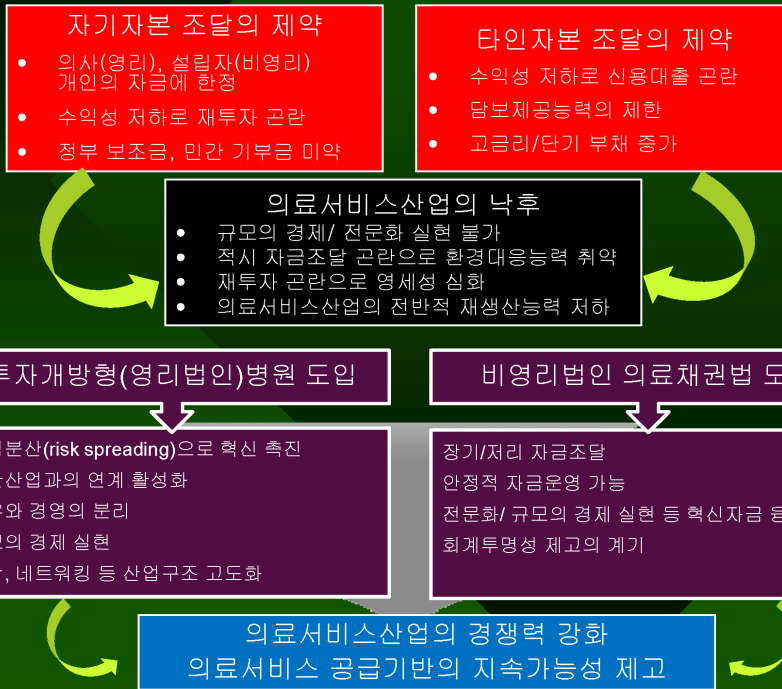 자기자본 조달의 제약
• 의사(영리), 설립자(비영리)
개인의 자금에 한정
• 수익성 저하로 재투자 곤란
• 정부 보조금, 민간 기부금 미약
타인자본 조달의 제약
• 수익성 저하로 신용대출 곤란
• 담보제공능력의 제한
• 고금리/단기 부채 증가
의료서비스산업의 낙후
• 규모의 경제/ 전문화 실현 불가
• 적시 자금조달 곤란으로 환경대응능력 취약
• 재투자 곤란으로 영세성 심화
• 의료서비스산업의 전반적 재생산능력 저하
투자개방형(영리법인)병원 도입
비영리법인 의료채권법
분산(risk spreading)으로 혁신 촉진
산업과의 연계 활성화
경영의 분리
경제 실현
네트워킹 등 산업구조 고도화
장기/저리 자금조달
안정적 자금운영 가능
전문화/ 규모의 경제 실현 등 혁신자금
회계투명성 제고의 계기
의료서비스산업의 경쟁력 강화
의료서비스 공급기반의 지속가능성 제고